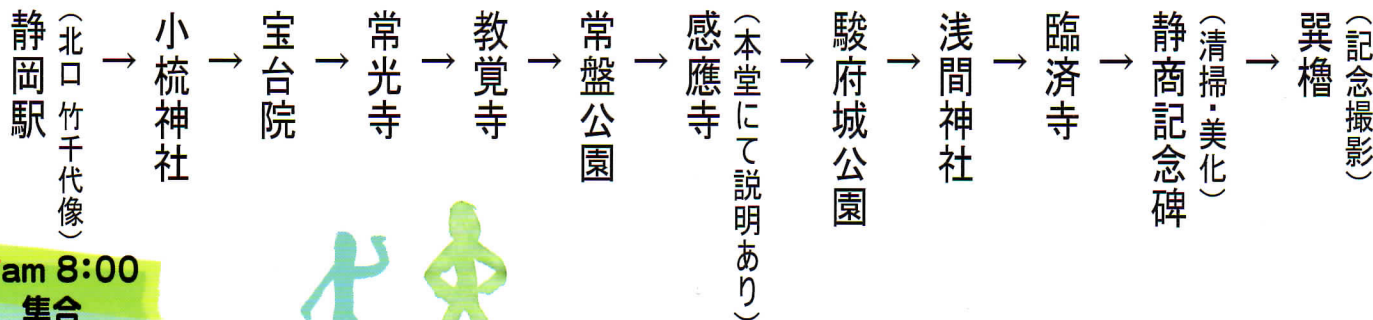 静岡駅
（北口 竹千代像）
→
小梳神社
→
宝台院
→
常光寺
→
教覚寺
→
常盤公園
→
感應寺
（本堂にて説明あり）
→
駿府城公園
→
浅間神社
→
臨済寺
→
静商記念碑
（清掃・美化）
→
巽櫓
（記念撮影）
am 8:00
集合